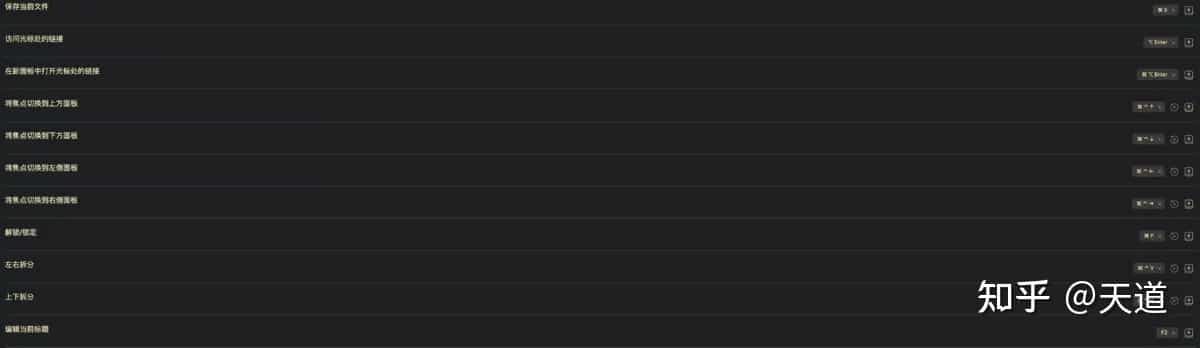 保存当前文件 ⌘ S ×
访问光标处的链接 ⌥ Enter ×
在新面板中打开光标处的链接 ⌘ ⌥ Enter ×
将焦点切换到上方面板 ⌘ ^ ↑ ×
将焦点切换到下方面板 ⌘ ^ ↓ ×
将焦点切换到左侧面板 ⌘ ^ ← ×
将焦点切换到右侧面板 ⌘ ^ → ×
解锁/锁定
左右拆分
上下拆分
编辑当前标题 F2 ×
知乎 @天道